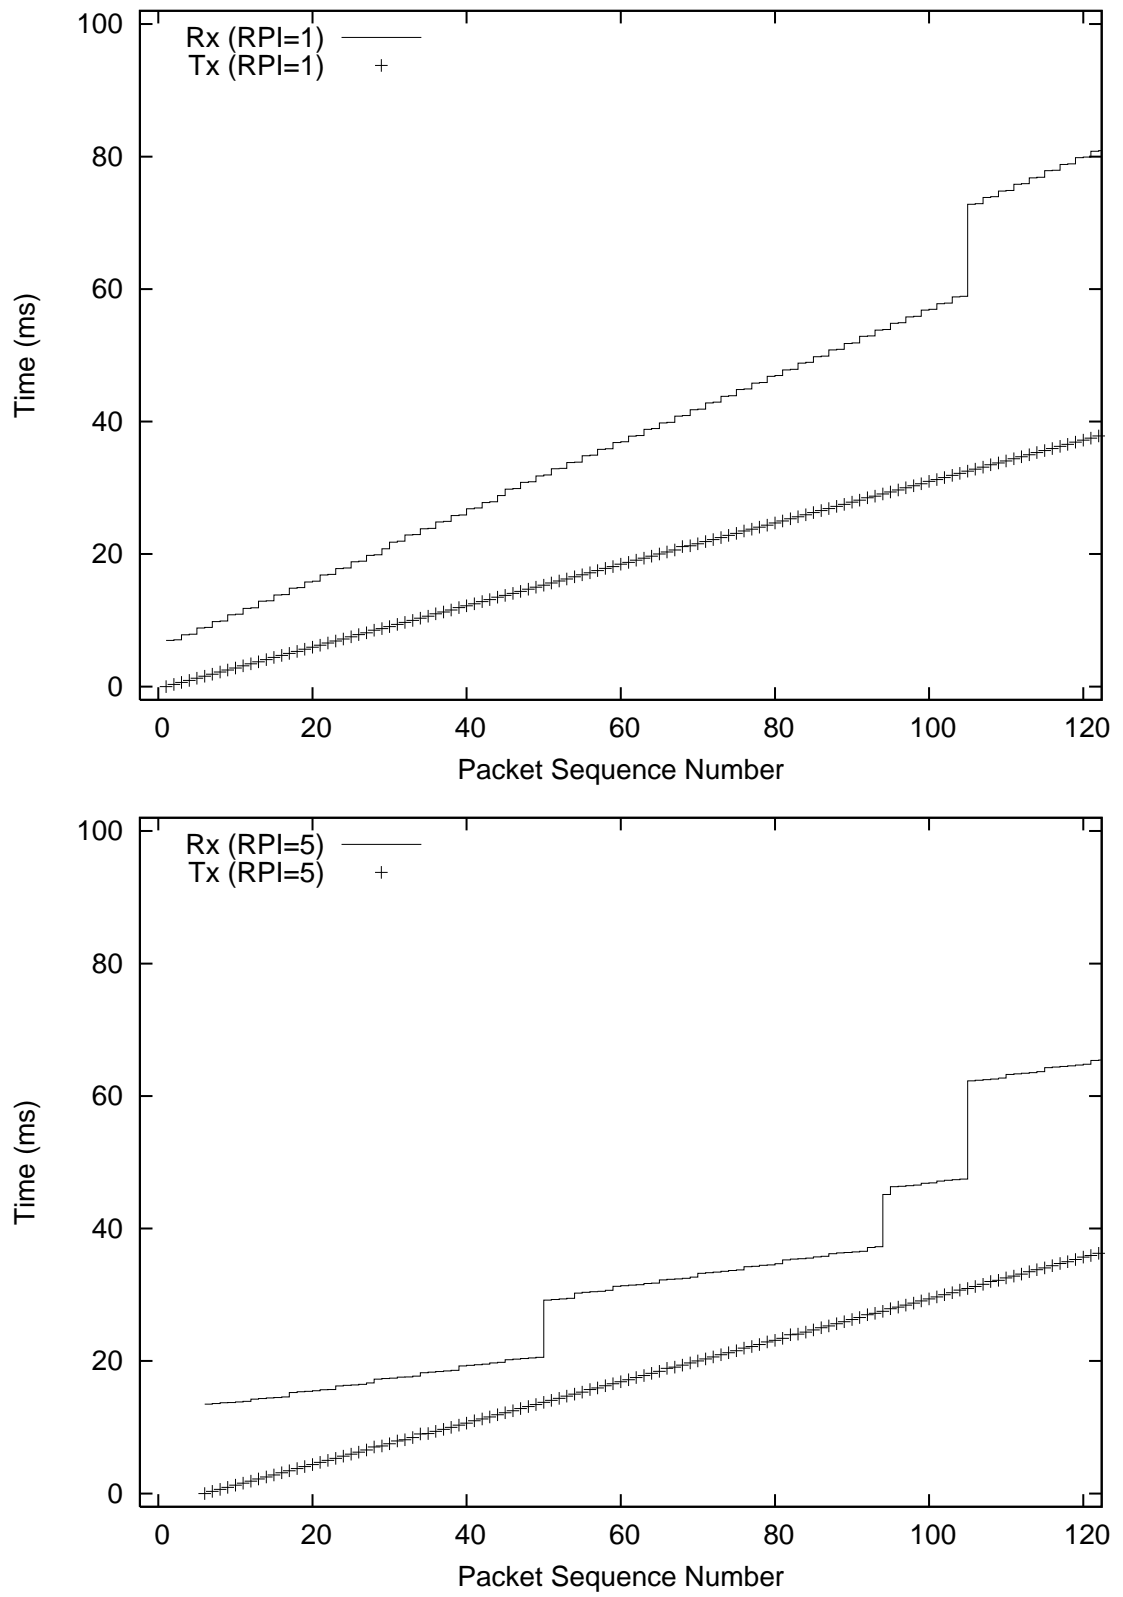 100
Rx (RPI=1)
Tx (RPI=1)
80
60
Time (ms)
40
20
0
0 20 40 60 80 100 120
Packet Sequence Number
100
Rx (RPI=5)
Tx (RPI=5)
80
60
Time (ms)
40
20
0
0 20 40 60 80 100 120
Packet Sequence Number